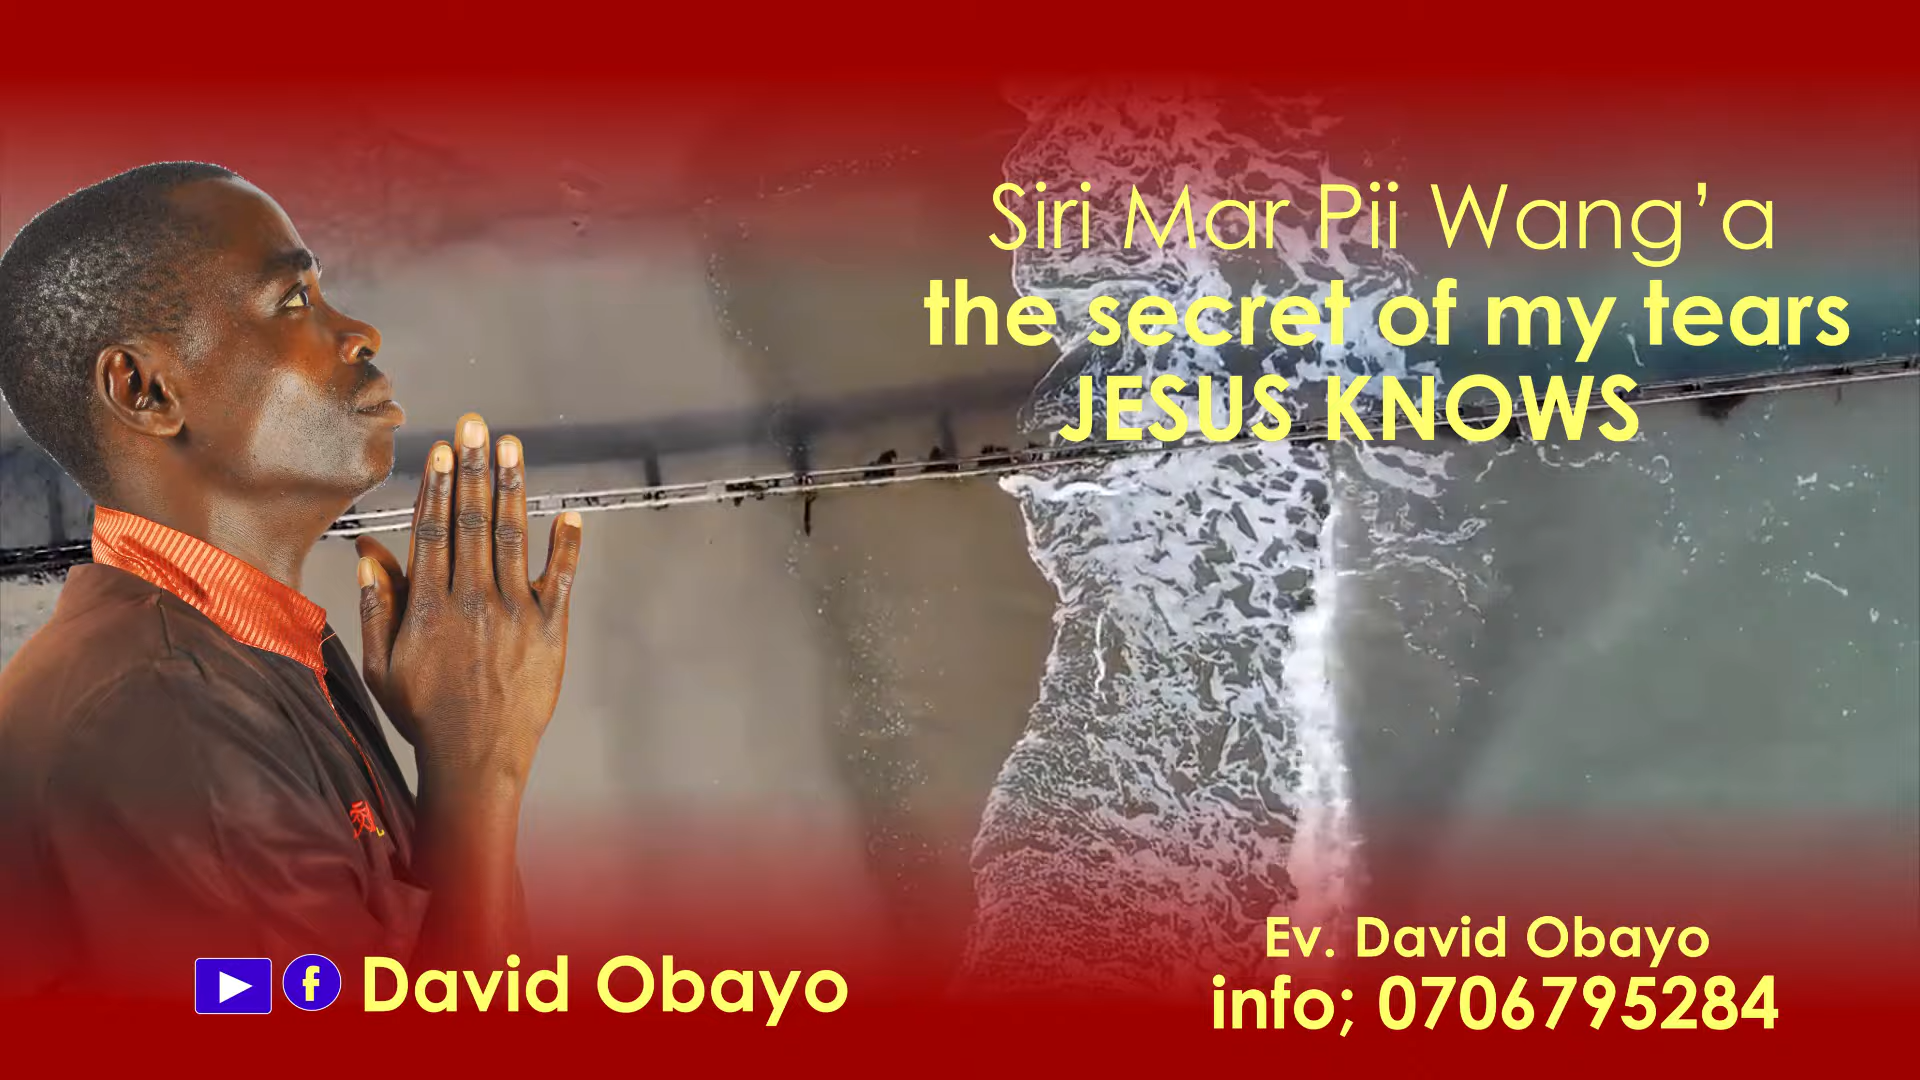 Siri Mar Pii Wang’a
the secret of my tears
JESUS KNOWS
David Obayo
Ev. David Obayo
info; 0706795284